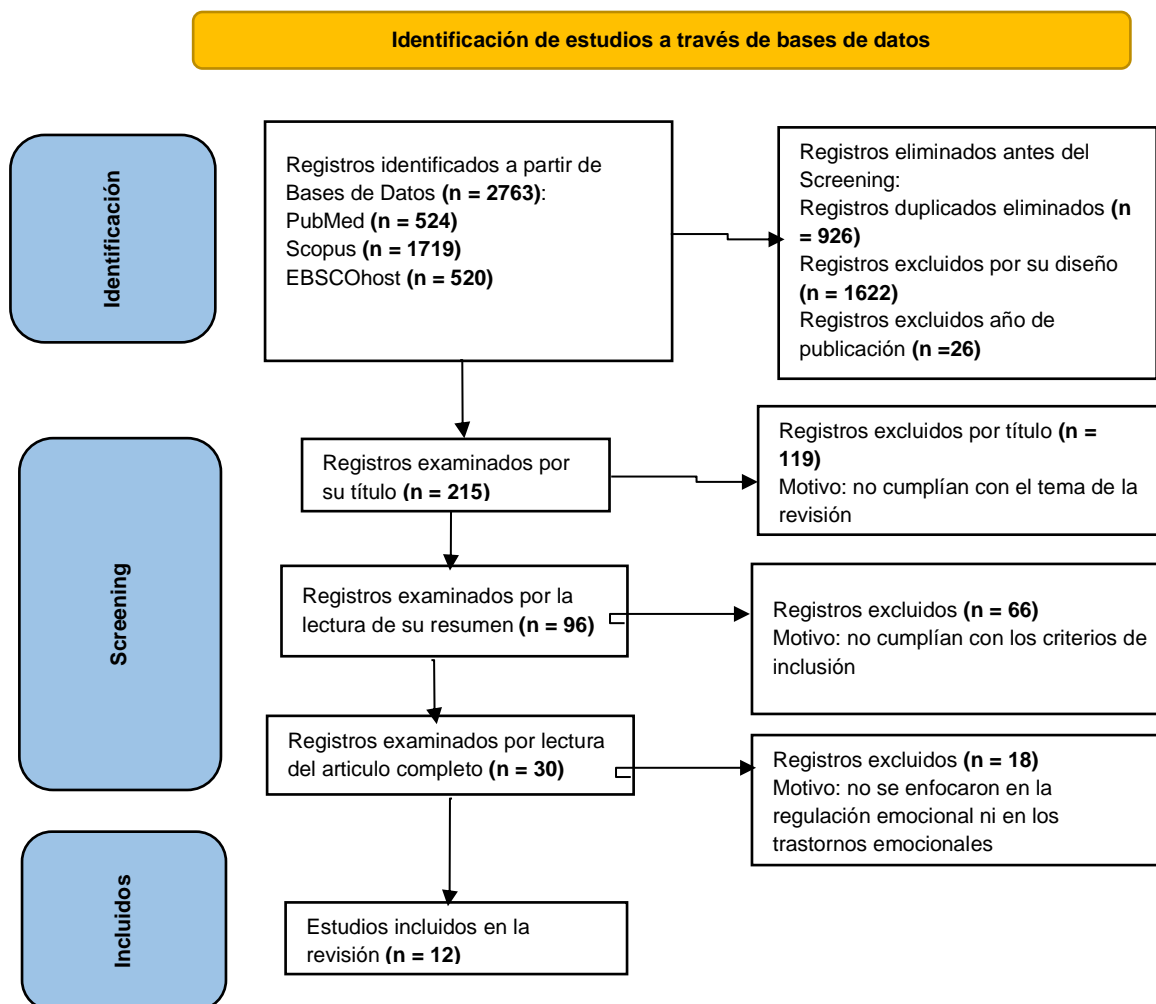 Identificación de estudios a través de bases de datos
Identificación
Registros identificados a partir de
Bases de Datos (n = 2763):
PubMed (n = 524)
Scopus (n = 1719)
EBSCOhost (n = 520)
Registros eliminados antes del
Screening:
Registros duplicados eliminados (n
= 926)
Registros excluidos por su diseño
(n = 1622)
Registros excluidos año de
publicación (n =26)
Screening
Registros examinados por
su título (n = 215)
Registros excluidos por título (n =
119)
Motivo: no cumplían con el tema de la
revisión
Registros examinados por la
lectura de su resumen (n = 96)
Registros excluidos (n = 66)
Motivo: no cumplían con los criterios de
inclusión
Registros examinados por lectura
del articulo completo (n = 30)
Registros excluidos (n = 18)
Motivo: no se enfocaron en la
regulación emocional ni en los
trastornos emocionales
Incluidos
Estudios incluidos en la
revisión (n = 12)